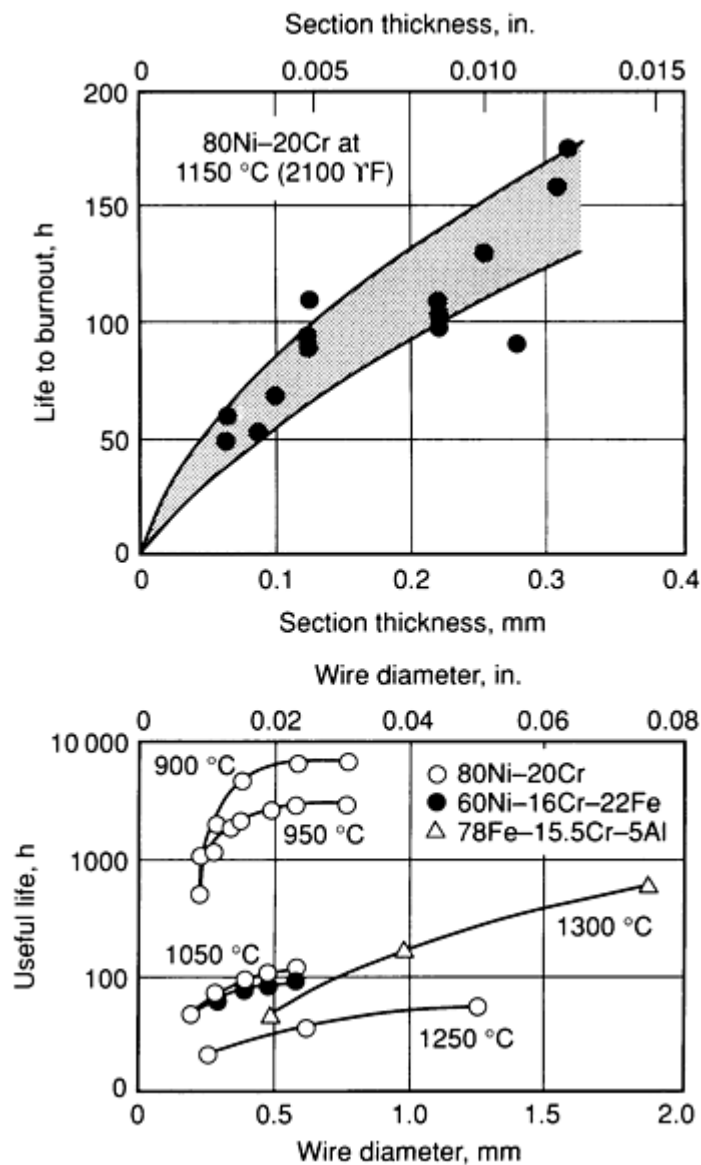 Section thickness, in.
0 0.005 0.010 0.015
200
80Ni–20Cr at
1150 °C (2100 ϒF)
150
100
50
0
Life to burnout, h
0 0.1 0.2 0.3 0.4
Section thickness, mm
Wire diameter, in.
0 0.02 0.04 0.06 0.08
10 000
900 °C
80Ni–20Cr
60Ni–16Cr–22Fe
950 °C
78Fe–15.5Cr–5Al
1000
Useful life, h
1300 °C
1050 °C
100
1250 °C
0
0 0.5 1.0 1.5 2.0
Wire diameter, mm